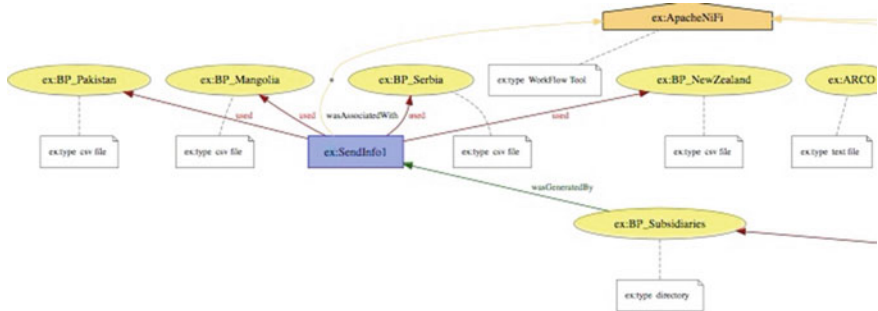 ex:ApacheNiFi
ex:BP_Pakistan
ex:BP_Mangolia
ex:BP_Serbia
ex:type WorkFlow Tool
ex:BP_NewZealand
ex:ARCO
used
used
wasAssociatedWith
used
used
ex:type csv file
ex:type csv file
ex:SendInfo1
ex:type csv file
ex:type csv file
ex:type text file
wasGeneratedBy
ex:BP_Subsidiaries
ex:type directory